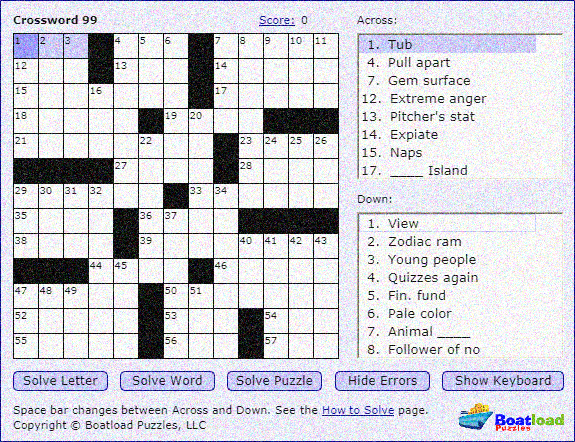 Crossword 99 Score: 0
1 2 3 4 5 6 7 8 9 10 11
12 13 14
15 16 17
18 19 20
21 22 23 24 25 26
27 28
29 30 31 32 33 34
35 36 37
38 39 40 41 42 43
44 45 46
47 48 49 50 51
52 53 54
55 56 57
Across:
1. Tub
4. Pull apart
7. Gem surface
12. Extreme anger
13. Pitcher's stat
14. Expiate
15. Naps
17. ____ Island
Down:
1. View
2. Zodiac ram
3. Young people
4. Quizzes again
5. Fin. fund
6. Pale color
7. Animal ____
8. Follower of no
Solve Letter Solve Word Solve Puzzle Hide Errors Show Keyboard
Space bar changes between Across and Down. See the How to Solve page.
Copyright © Boatload Puzzles, LLC
Boatload
Puzzles